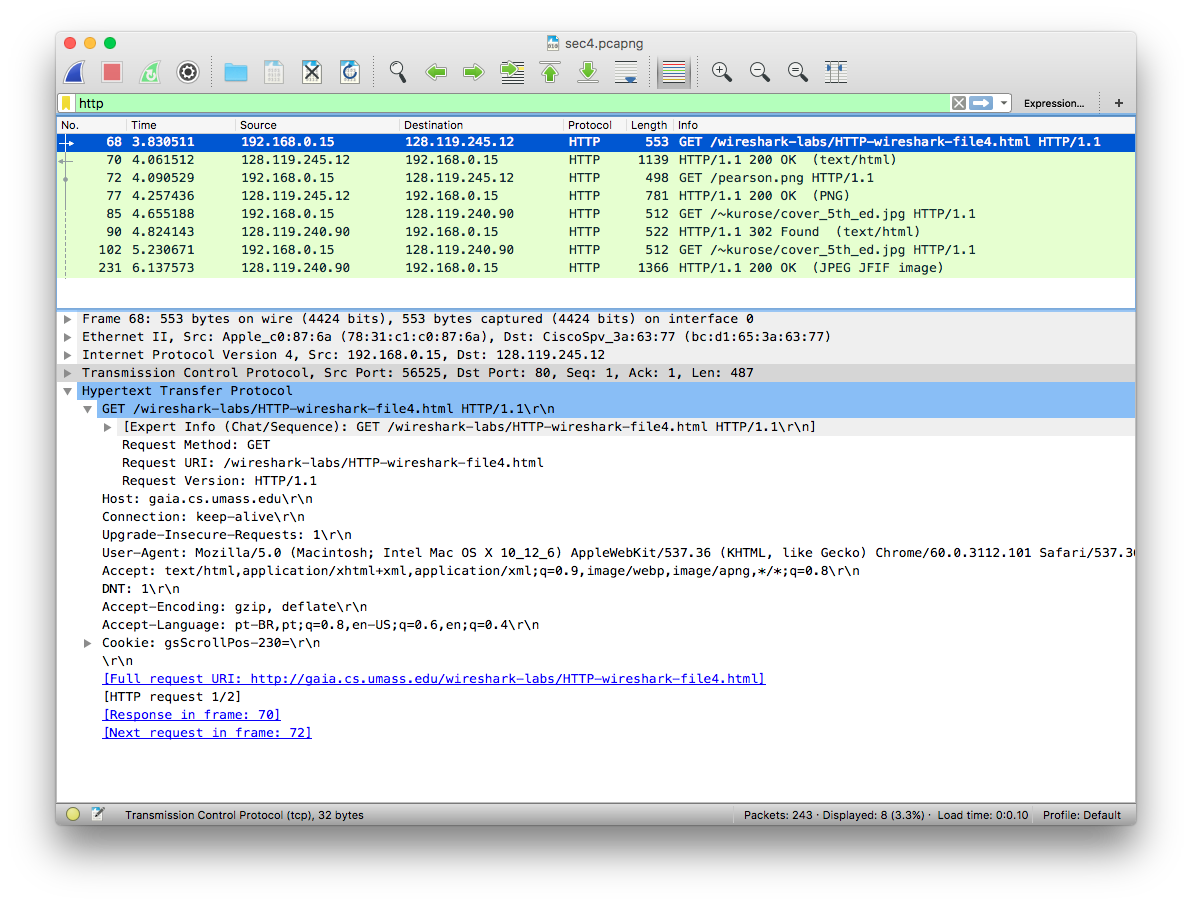 sec4.pcapng
http
Expression...
+
No. Time Source Destination Protocol Length Info
68 3.830511 192.168.0.15 128.119.245.12 HTTP 553 GET /wireshark-labs/HTTP-wireshark-file4.html HTTP/1.1
70 4.061512 128.119.245.12 192.168.0.15 HTTP 1139 HTTP/1.1 200 OK (text/html)
72 4.090529 192.168.0.15 128.119.245.12 HTTP 498 GET /pearson.png HTTP/1.1
77 4.257436 128.119.245.12 192.168.0.15 HTTP 781 HTTP/1.1 200 OK (PNG)
85 4.655188 192.168.0.15 128.119.240.90 HTTP 512 GET /~kurose/cover_5th_ed.jpg HTTP/1.1
90 4.824143 128.119.240.90 192.168.0.15 HTTP 522 HTTP/1.1 302 Found (text/html)
102 5.230671 192.168.0.15 128.119.240.90 HTTP 512 GET /~kurose/cover_5th_ed.jpg HTTP/1.1
231 6.137573 128.119.240.90 192.168.0.15 HTTP 1366 HTTP/1.1 200 OK (JPEG JFIF image)
Frame 68: 553 bytes on wire (4424 bits), 553 bytes captured (4424 bits) on interface 0
Ethernet II, Src: Apple_c0:87:6a (78:31:c1:c0:87:6a), Dst: CiscoSpv_3a:63:77 (bc:d1:65:3a:63:77)
Internet Protocol Version 4, Src: 192.168.0.15, Dst: 128.119.245.12
Transmission Control Protocol, Src Port: 56525, Dst Port: 80, Seq: 1, Ack: 1, Len: 487
Hypertext Transfer Protocol
GET /wireshark-labs/HTTP-wireshark-file4.html HTTP/1.1\r\n
[Expert Info (Chat/Sequence): GET /wireshark-labs/HTTP-wireshark-file4.html HTTP/1.1\r\n]
Request Method: GET
Request URI: /wireshark-labs/HTTP-wireshark-file4.html
Request Version: HTTP/1.1
Host: gaia.cs.umass.edu\r\n
Connection: keep-alive\r\n
Upgrade-Insecure-Requests: 1\r\n
User-Agent: Mozilla/5.0 (Macintosh; Intel Mac OS X 10_12_6) AppleWebKit/537.36 (KHTML, like Gecko) Chrome/60.0.3112.101 Safari/537.36
Accept: text/html,application/xhtml+xml,application/xml;q=0.9,image/webp,image/apng,*/*;q=0.8\r\n
DNT: 1\r\n
Accept-Encoding: gzip, deflate\r\n
Accept-Language: pt-BR,pt;q=0.8,en-US;q=0.6,en;q=0.4\r\n
Cookie: gsScrollPos-230=\r\n
\r\n
[Full request URI: http://gaia.cs.umass.edu/wireshark-labs/HTTP-wireshark-file4.html]
[HTTP request 1/2]
[Response in frame: 70]
[Next request in frame: 72]
Transmission Control Protocol (tcp), 32 bytes
Packets: 243 · Displayed: 8 (3.3%) · Load time: 0:0.10
Profile: Default